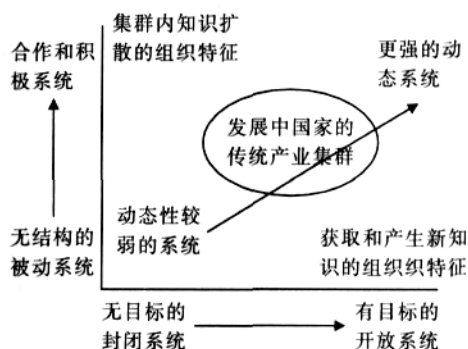 集群内知识扩
散的组织特征
合作和积
极系统
更强的动
态系统
发展中国家的
传统产业集群
动态性较
弱的系统
无结构的
被动系统
获取和产生新知
识的组织织特征
无目标的
封闭系统
有目标的
开放系统